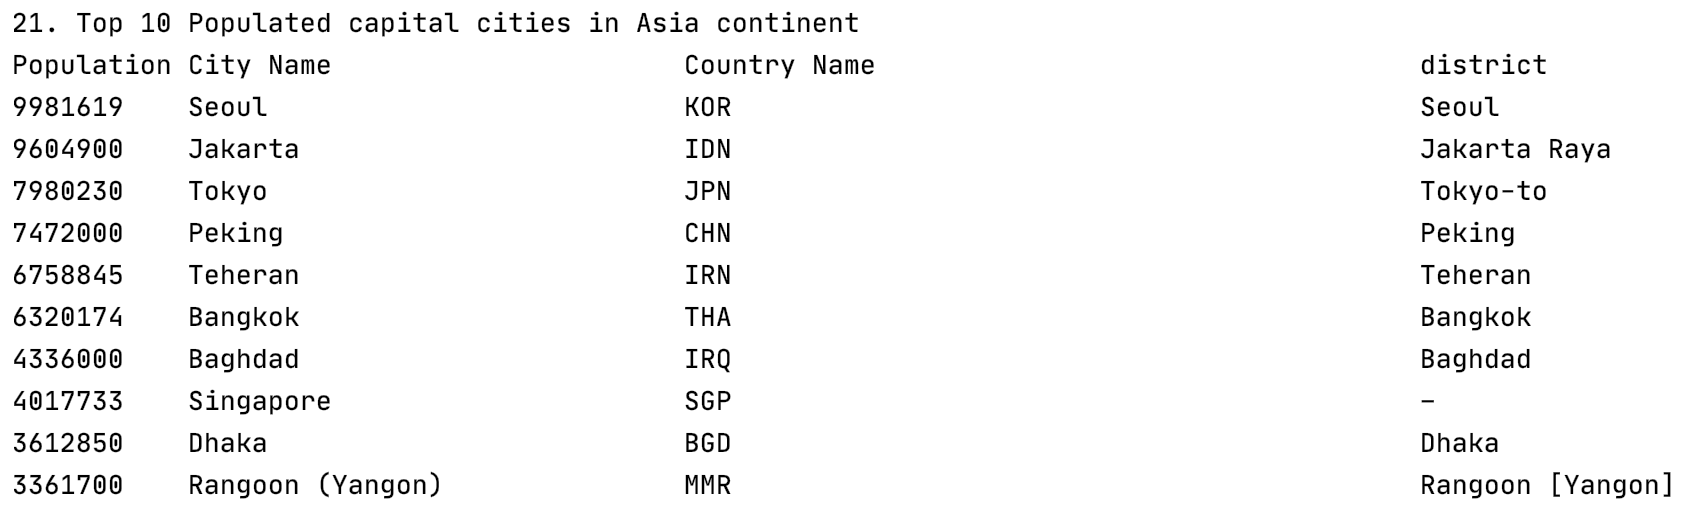 21. Top 10 Populated capital cities in Asia continent
Population City Name Country Name district
9981619 Seoul KOR Seoul
9604900 Jakarta IDN Jakarta Raya
7980230 Tokyo JPN Tokyo-to
7472000 Peking CHN Peking
6758845 Teheran IRN Teheran
6320174 Bangkok THA Bangkok
4336000 Baghdad IRQ Baghdad
4017733 Singapore SGP –
3612850 Dhaka BGD Dhaka
3361700 Rangoon (Yangon) MMR Rangoon [Yangon]